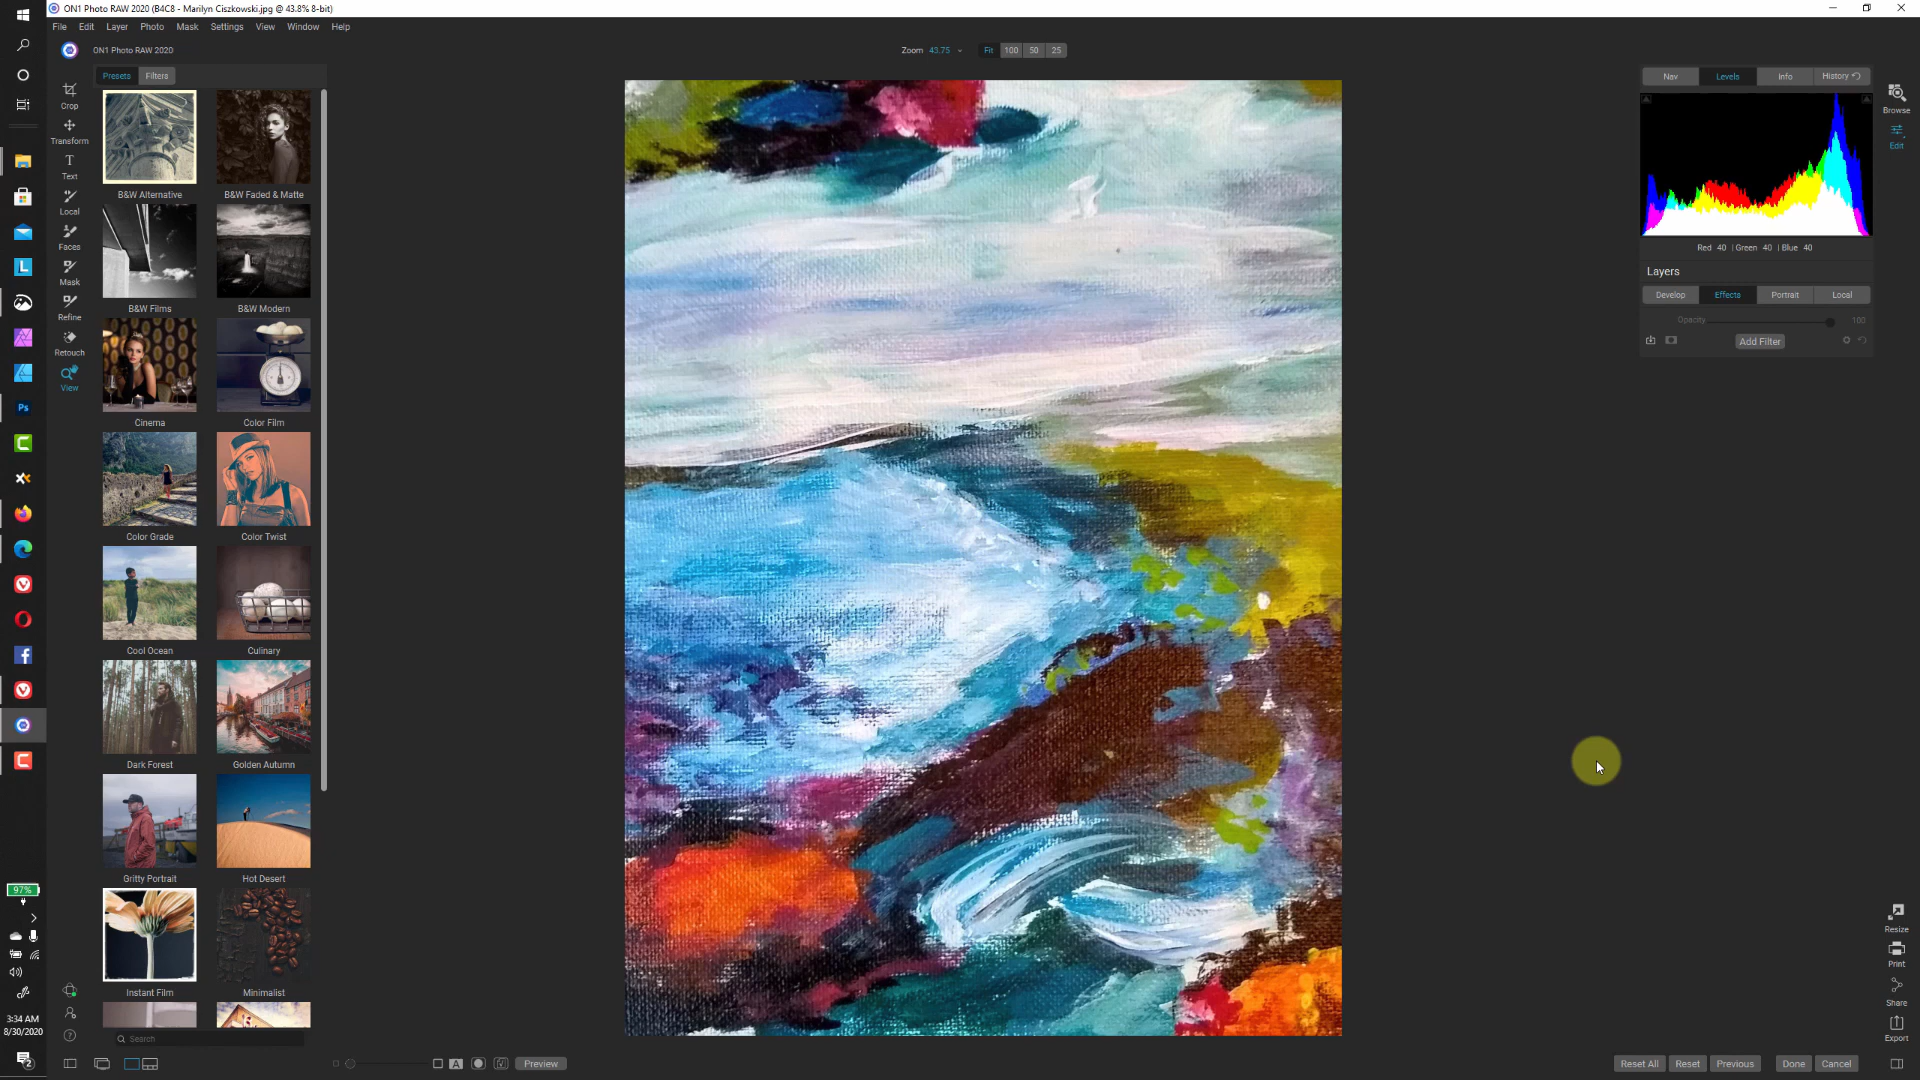 ON1 Photo RAW 2020 (B4C8 - Marilyn Ciszkowski.jpg @ 43.8% 8-bit)
File Edit Layer Photo Mask Settings View Window Help
ON1 Photo RAW 2020
Zoom 43.75 Fit 100 50 25
Presets Filters
Nav Levels Info History
Crop
Transform
Text
Local
Faces
Mask
Refine
Retouch
View
B&W Alternative B&W Faded & Matte
B&W Films B&W Modern
Cinema Color Film
Color Grade Color Twist
Cool Ocean Culinary
Dark Forest Golden Autumn
Gritty Portrait Hot Desert
Instant Film Minimalist
Search
Browse
Edit
Red 40 | Green 40 | Blue 40
Layers
Develop Effects Portrait Local
Opacity 100
Add Filter
Resize
Print
Share
Export
L
Ps
97%
3:34 AM
8/30/2020
2
A
Preview
Reset All Reset Previous Done Cancel